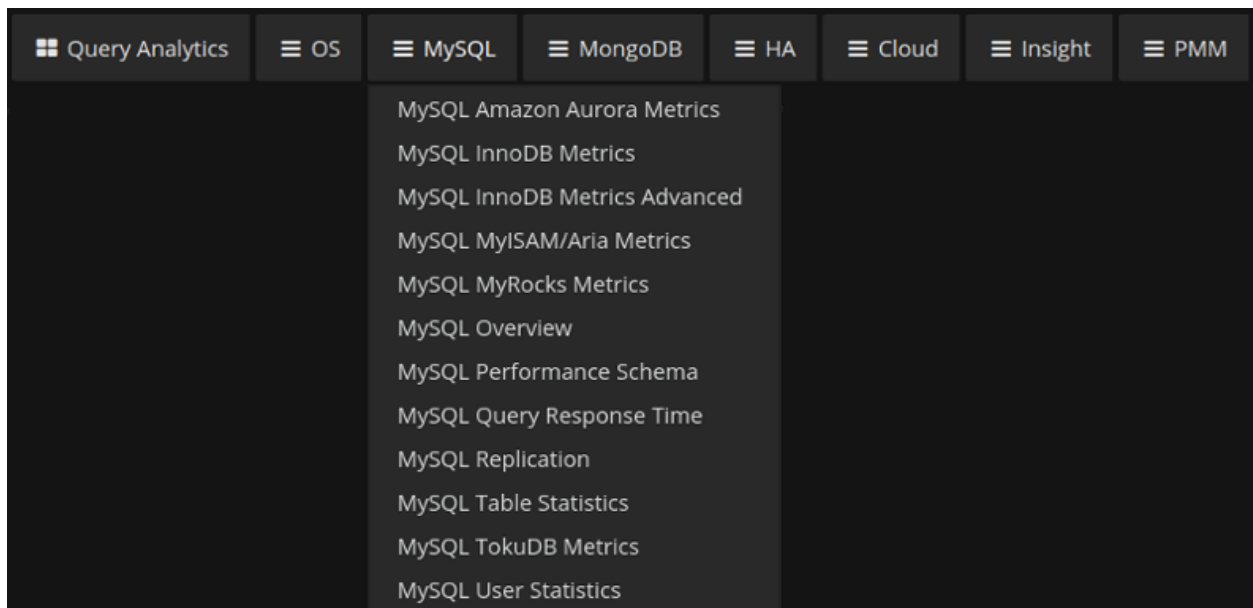 Query Analytics OS MySQL MongoDB HA Cloud Insight PMM
MySQL Amazon Aurora Metrics
MySQL InnoDB Metrics
MySQL InnoDB Metrics Advanced
MySQL MyISAM/Aria Metrics
MySQL MyRocks Metrics
MySQL Overview
MySQL Performance Schema
MySQL Query Response Time
MySQL Replication
MySQL Table Statistics
MySQL TokuDB Metrics
MySQL User Statistics